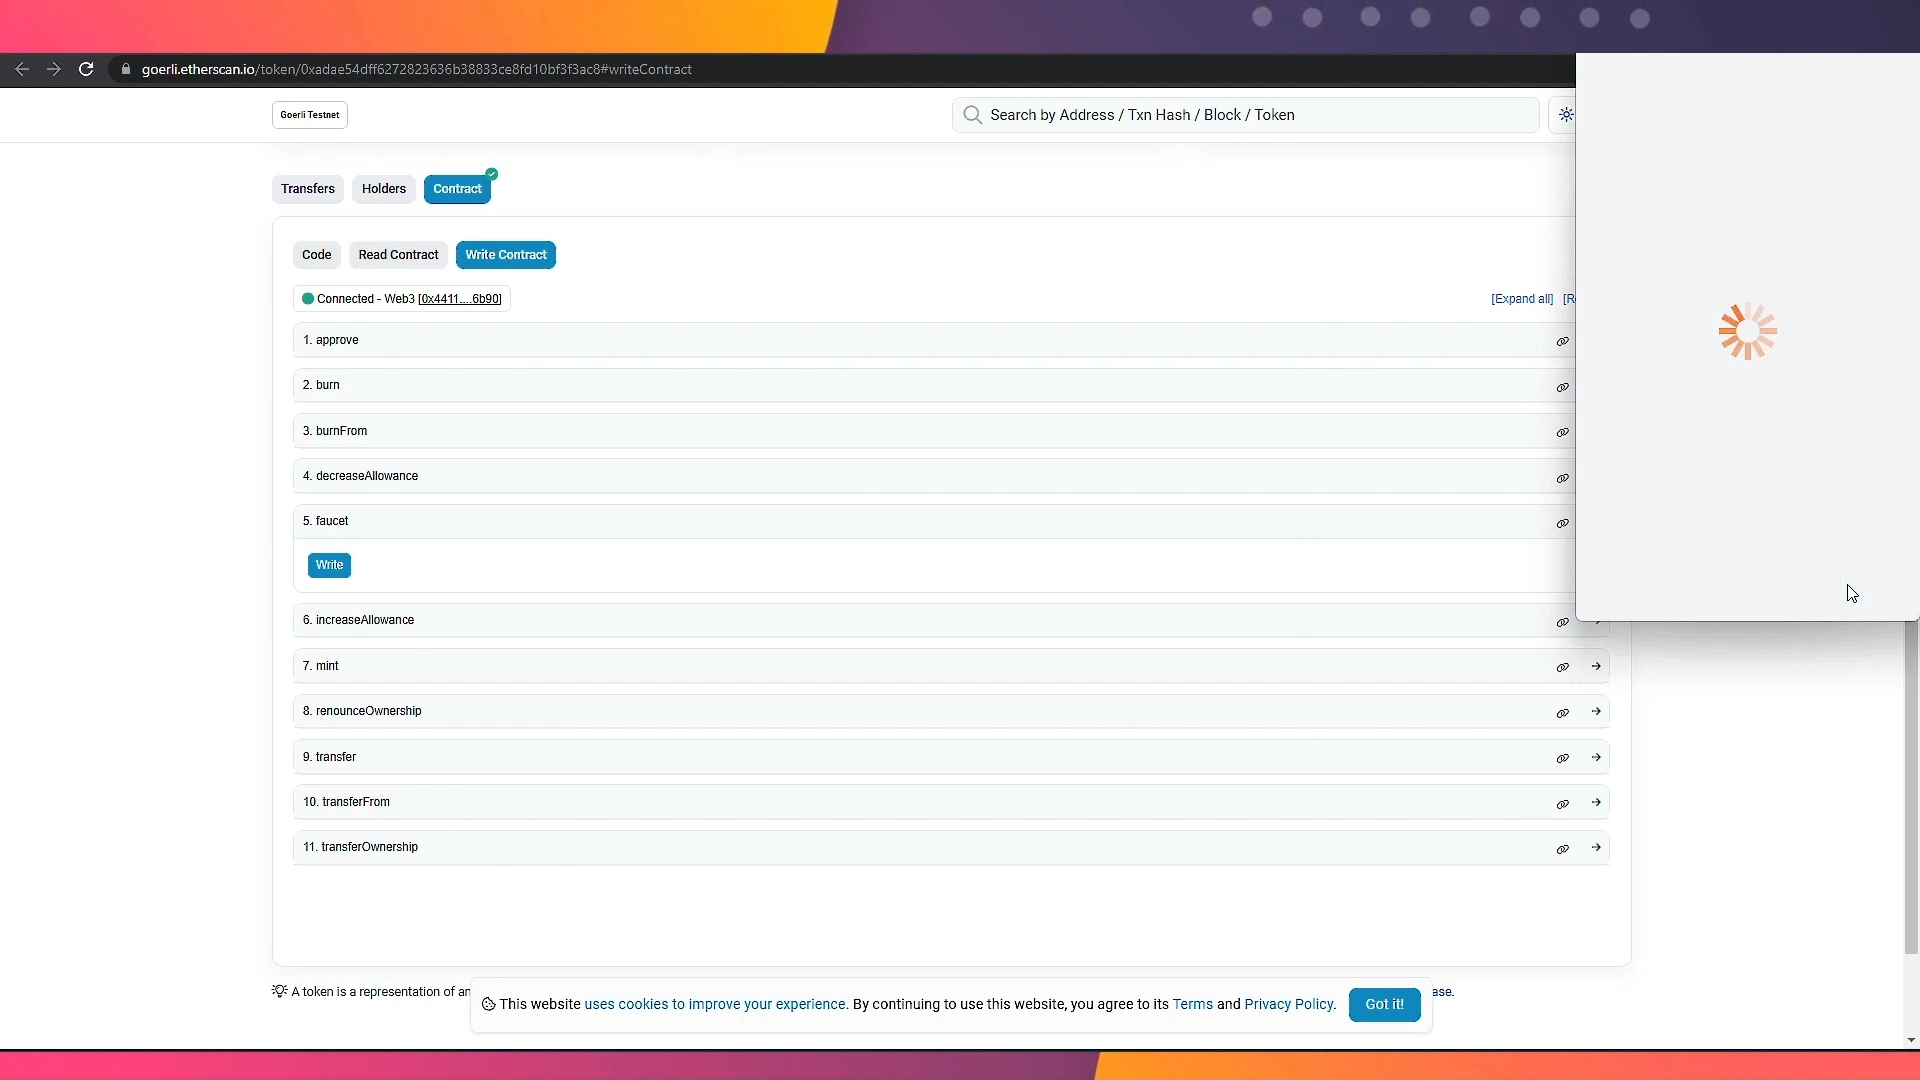 goerli.etherscan.io/token/0xadae54dff6272823636b38833ce8fd10bf3f3ac8#writeContract
Goerli Testnet
Search by Address / Txn Hash / Block / Token
Transfers
Holders
Contract
Code
Read Contract
Write Contract
Connected - Web3 [0x4411....6b90]
[Expand all]
1. approve
2. burn
3. burnFrom
4. decreaseAllowance
5. faucet
Write
6. increaseAllowance
7. mint
8. renounceOwnership
9. transfer
10. transferFrom
11. transferOwnership
A token is a representation of
This website uses cookies to improve your experience. By continuing to use this website, you agree to its Terms and Privacy Policy.
Got it!